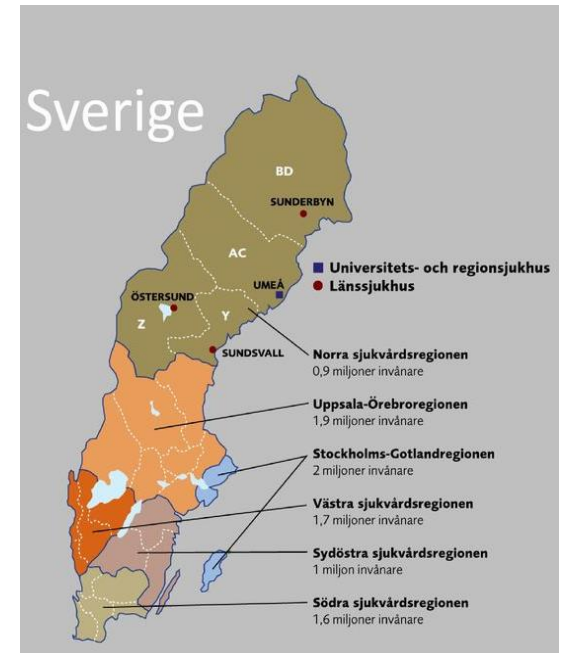 Sverige
BD
SUNDERBYN
AC
Universitets- och regionsjukhus
UMEÅ
Länssjukhus
ÖSTERSUND
Z
Y
SUNDSVALL
Norra sjukvårdsregionen
0,9 miljoner invånare
Uppsala-Örebroregionen
1,9 miljoner invånare
Stockholms-Gotlandregionen
2 miljoner invånare
Västra sjukvårdsregionen
1,7 miljoner invånare
Sydöstra sjukvårdsregionen
1 miljon invånare
Södra sjukvårdsregionen
1,6 miljoner invånare